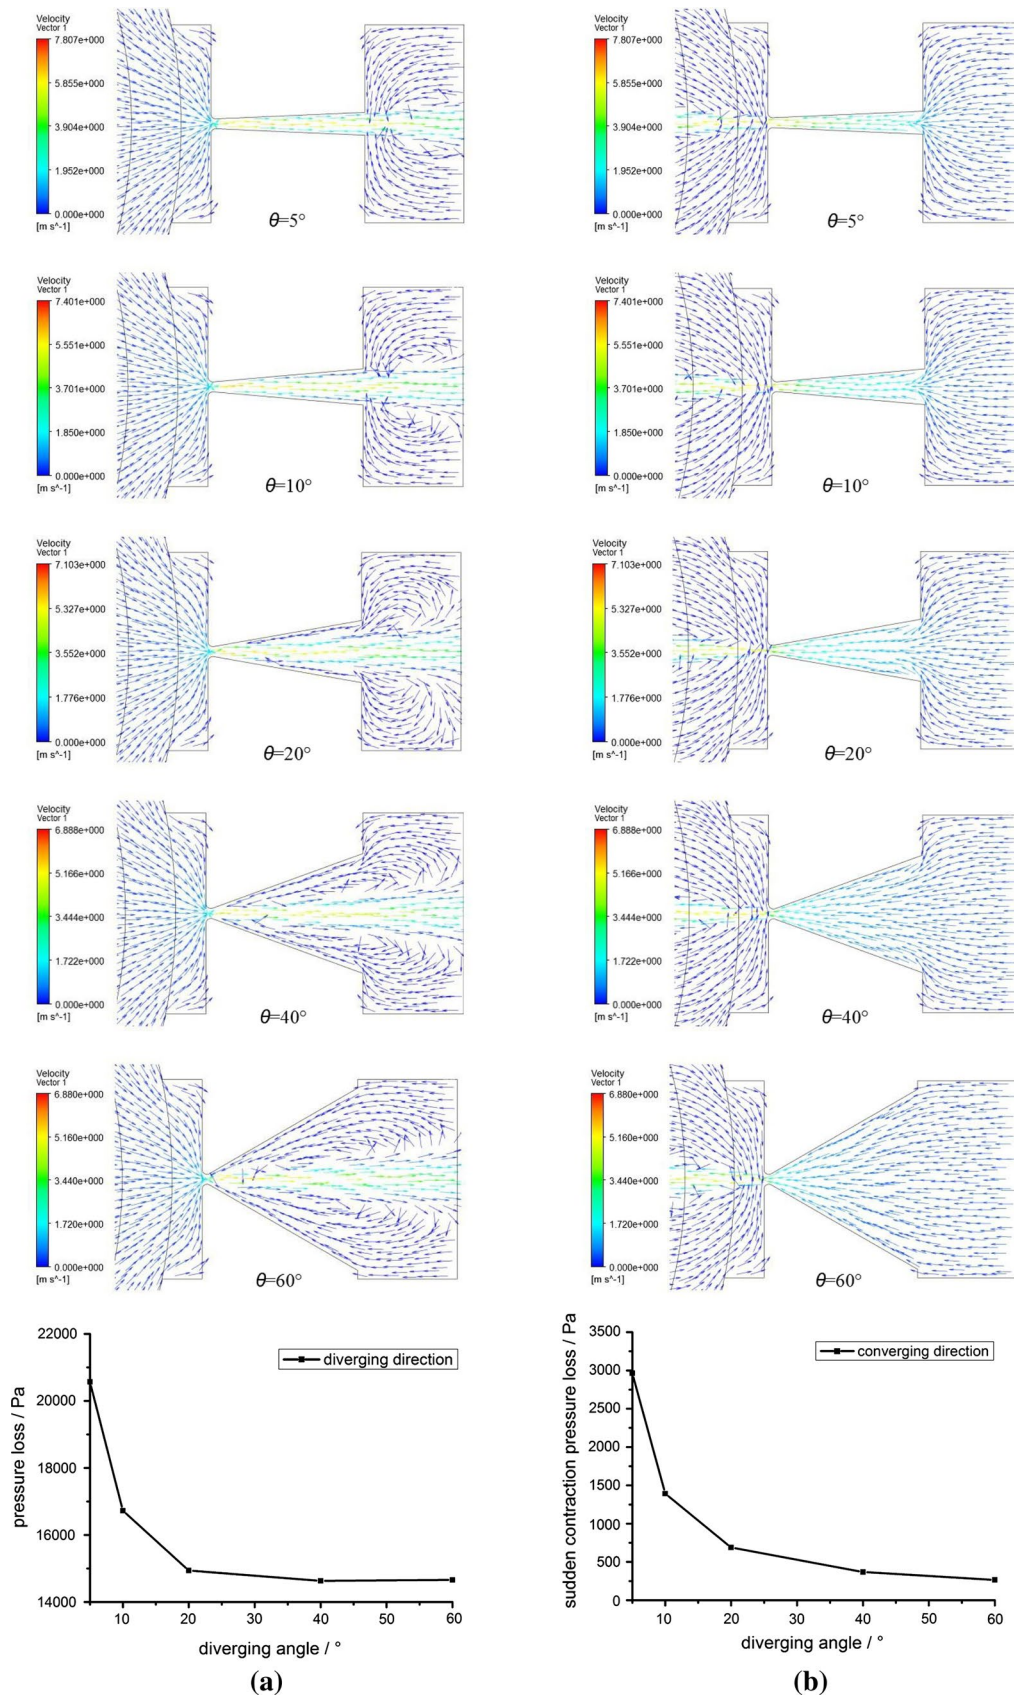 Velocity
Vector 1
7.807e+000
5.855e+000
3.904e+000
1.952e+000
0.000e+000
[m s^-1]
θ=5°
Velocity
Vector 1
7.807e+000
5.855e+000
3.904e+000
1.952e+000
0.000e+000
[m s^-1]
θ=5°
Velocity
Vector 1
7.401e+000
5.551e+000
3.701e+000
1.850e+000
0.000e+000
[m s^-1]
θ=10°
Velocity
Vector 1
7.401e+000
5.551e+000
3.701e+000
1.850e+000
0.000e+000
[m s^-1]
θ=10°
Velocity
Vector 1
7.103e+000
5.327e+000
3.552e+000
1.776e+000
0.000e+000
[m s^-1]
θ=20°
Velocity
Vector 1
7.103e+000
5.327e+000
3.552e+000
1.776e+000
0.000e+000
[m s^-1]
θ=20°
Velocity
Vector 1
6.888e+000
5.166e+000
3.444e+000
1.722e+000
0.000e+000
[m s^-1]
θ=40°
Velocity
Vector 1
6.888e+000
5.166e+000
3.444e+000
1.722e+000
0.000e+000
[m s^-1]
θ=40°
Velocity
Vector 1
6.880e+000
5.160e+000
3.440e+000
1.720e+000
0.000e+000
[m s^-1]
θ=60°
Velocity
Vector 1
6.880e+000
5.160e+000
3.440e+000
1.720e+000
0.000e+000
[m s^-1]
θ=60°
22000
20000
18000
16000
14000
pressure loss / Pa
diverging direction
10 20 30 40 50 60
diverging angle / °
(a)
3500
3000
2500
2000
1500
1000
500
0
sudden contraction pressure loss / Pa
converging direction
10 20 30 40 50 60
diverging angle / °
(b)